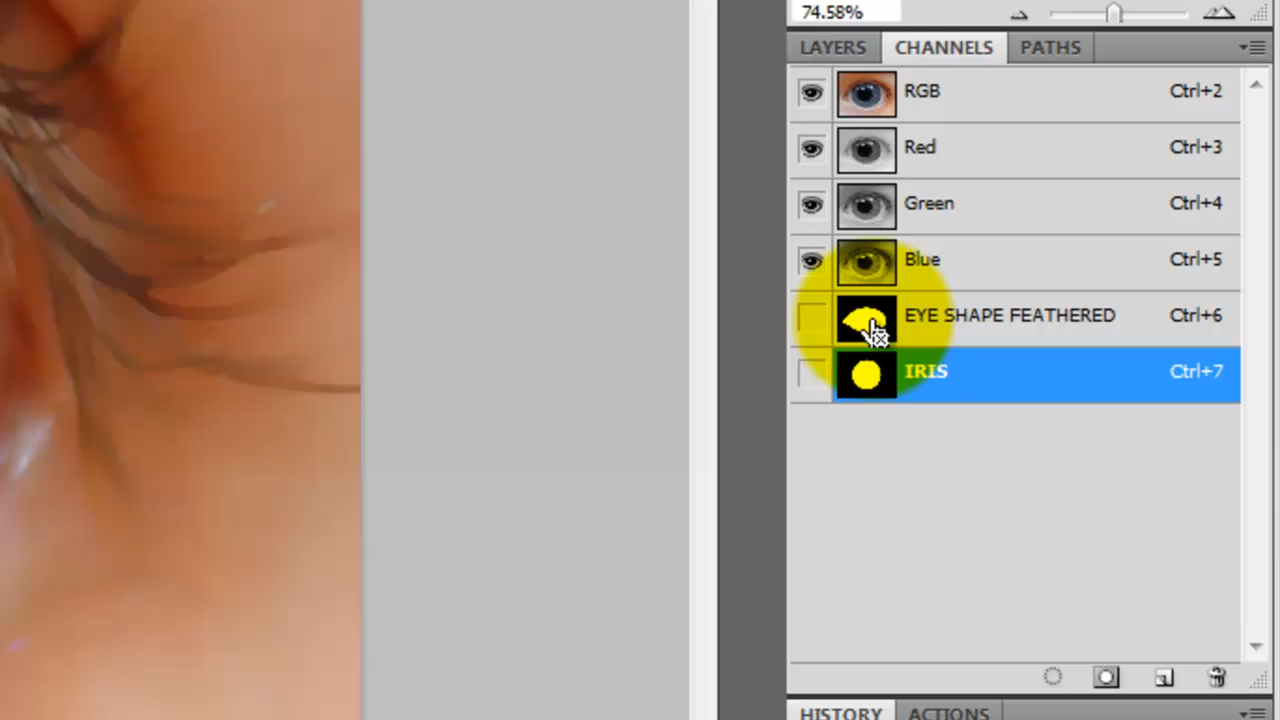 74.58%
LAYERS CHANNELS PATHS
RGB Ctrl+2
Red Ctrl+3
Green Ctrl+4
Blue Ctrl+5
EYE SHAPE FEATHERED Ctrl+6
IRIS Ctrl+7
HISTORY ACTIONS